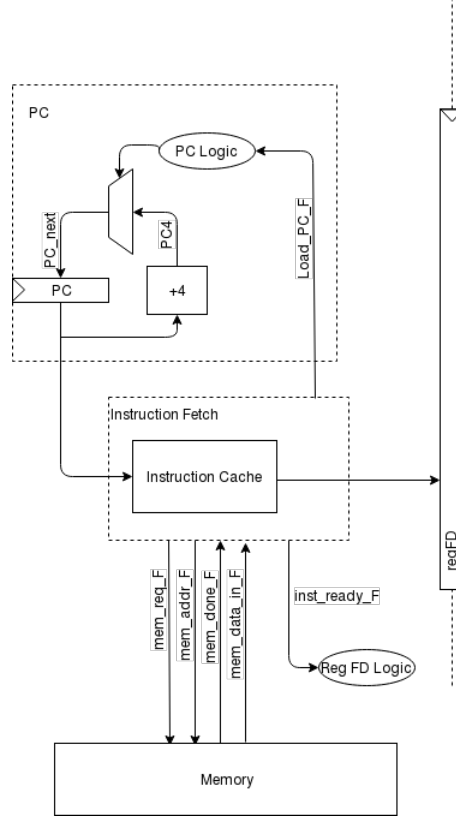 PC
PC Logic
PC_next
PC4
Load_PC_F
PC
+4
Instruction Fetch
Instruction Cache
regFD
mem_req_F
mem_addr_F
mem_done_F
mem_data_in_F
inst_ready_F
Reg FD Logic
Memory